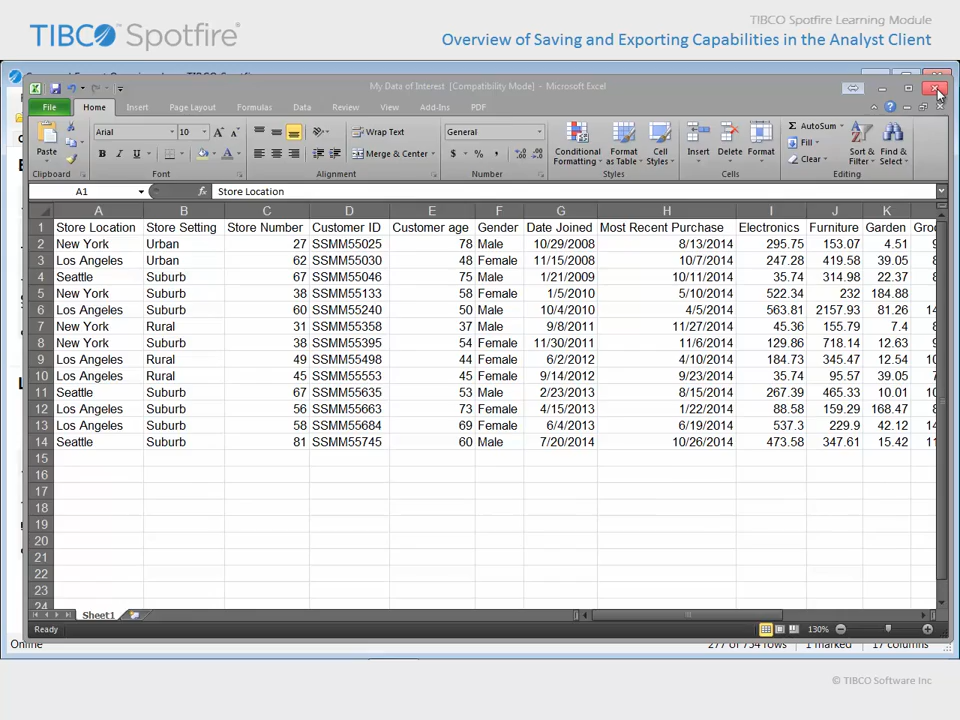 TIBCO Spotfire
TIBCO Spotfire Learning Module
Overview of Saving and Exporting Capabilities in the Analyst Client
My Data of Interest [Compatibility Mode] - Microsoft Excel
File Home Insert Page Layout Formulas Data Review View Add-Ins PDF
Paste
Arial 10
B I U A
Wrap Text
Merge & Center
General
$ % ,
Conditional Formatting
Format as Table
Cell Styles
Insert Delete Format
Σ AutoSum
Fill
Clear
Sort & Filter
Find & Select
Clipboard Font Alignment Number Styles Cells Editing
A1 fx Store Location
A B C D E F G H I J K
1 Store Location Store Setting Store Number Customer ID Customer age Gender Date Joined Most Recent Purchase Electronics Furniture Garden Groc
2 New York Urban 27 SSMM55025 78 Male 10/29/2008 8/13/2014 295.75 153.07 4.51
3 Los Angeles Urban 62 SSMM55030 48 Female 11/15/2008 10/7/2014 247.28 419.58 39.05
4 Seattle Suburb 67 SSMM55046 75 Male 1/21/2009 10/11/2014 35.74 314.98 22.37
5 New York Suburb 38 SSMM55133 58 Female 1/5/2010 5/10/2014 522.34 232 184.88
6 Los Angeles Suburb 60 SSMM55240 50 Male 10/4/2010 4/5/2014 563.81 2157.93 81.26
7 New York Rural 31 SSMM55358 37 Male 9/8/2011 11/27/2014 45.36 155.79 7.4
8 New York Suburb 38 SSMM55395 54 Female 11/30/2011 11/6/2014 129.86 718.14 12.63
9 Los Angeles Rural 49 SSMM55498 44 Female 6/2/2012 4/10/2014 184.73 345.47 12.54
10 Los Angeles Rural 45 SSMM55553 45 Female 9/14/2012 9/23/2014 35.74 95.57 39.05
11 Seattle Suburb 67 SSMM55635 53 Male 2/23/2013 8/15/2014 267.39 465.33 10.01
12 Los Angeles Suburb 56 SSMM55663 73 Female 4/15/2013 1/22/2014 88.58 159.29 168.47
13 Los Angeles Suburb 58 SSMM55684 69 Female 6/4/2013 6/19/2014 537.3 229.9 42.12
14 Seattle Suburb 81 SSMM55745 60 Male 7/20/2014 10/26/2014 473.58 347.61 15.42
15
16
17
18
19
20
21
22
23
24
Sheet1
Ready 130%
Online 277 of 754 rows 1 marked 17 columns
© TIBCO Software Inc